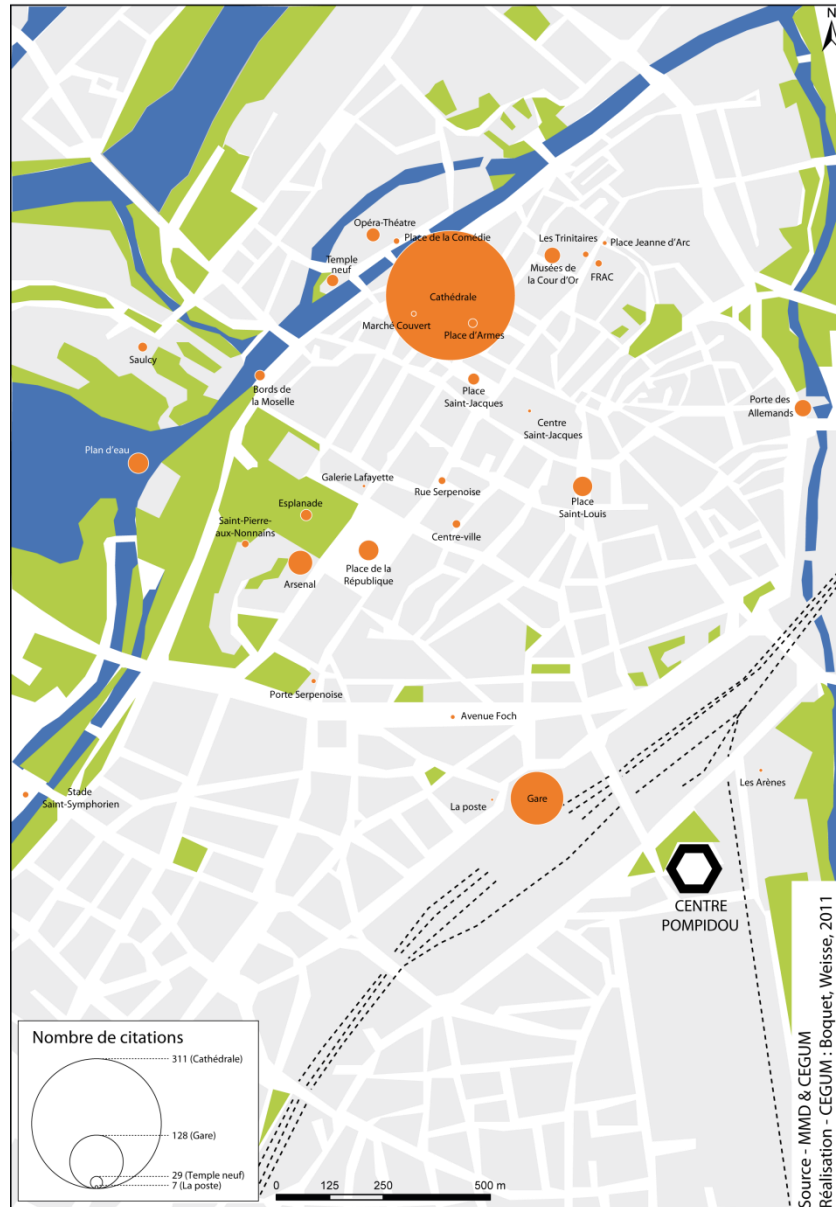 N
Opéra-Théatre
Place de la Comédie
Les Trinitaires
Place Jeanne d'Arc
Temple
neuf
Musées de
la Cour d'Or
FRAC
Cathédrale
Marché Couvert
Place d'Armes
Saulcy
Bords de
la Moselle
Place
Saint-Jacques
Centre
Saint-Jacques
Porte des
Allemands
Plan d'eau
Galerie Lafayette
Rue Serpenoise
Place
Saint-Louis
Esplanade
Saint-Pierre-
aux-Nonnains
Centre-ville
Arsenal
Place de la
République
Porte Serpenoise
Avenue Foch
Stade
Saint-Symphorien
La poste
Gare
Les Arènes
CENTRE
POMPIDOU
Nombre de citations
311 (Cathédrale)
128 (Gare)
29 (Temple neuf)
7 (La poste)
0 125 250 500 m
Source - MMD & CEGUM
Réalisation - CEGUM : Boquet, Weisse, 2011